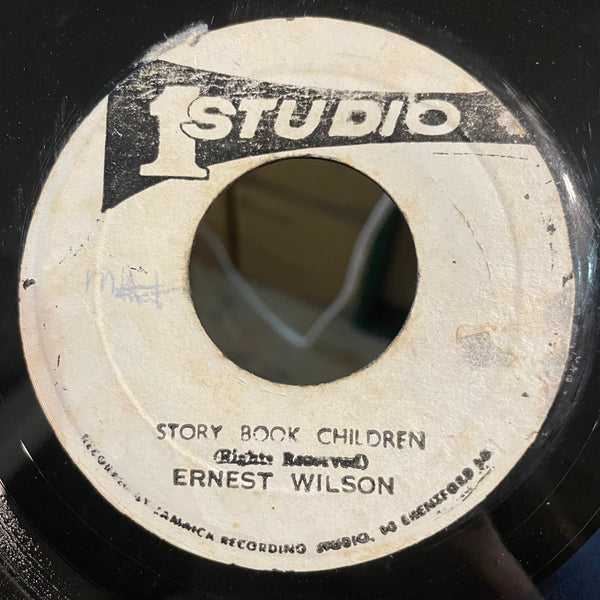 1 STUDIO
STORY BOOK CHILDREN
(Rights Reserved)
ERNEST WILSON
RECORDED BY JAMAICA RECORDING STUDIO, 13 BRENTFORD RD